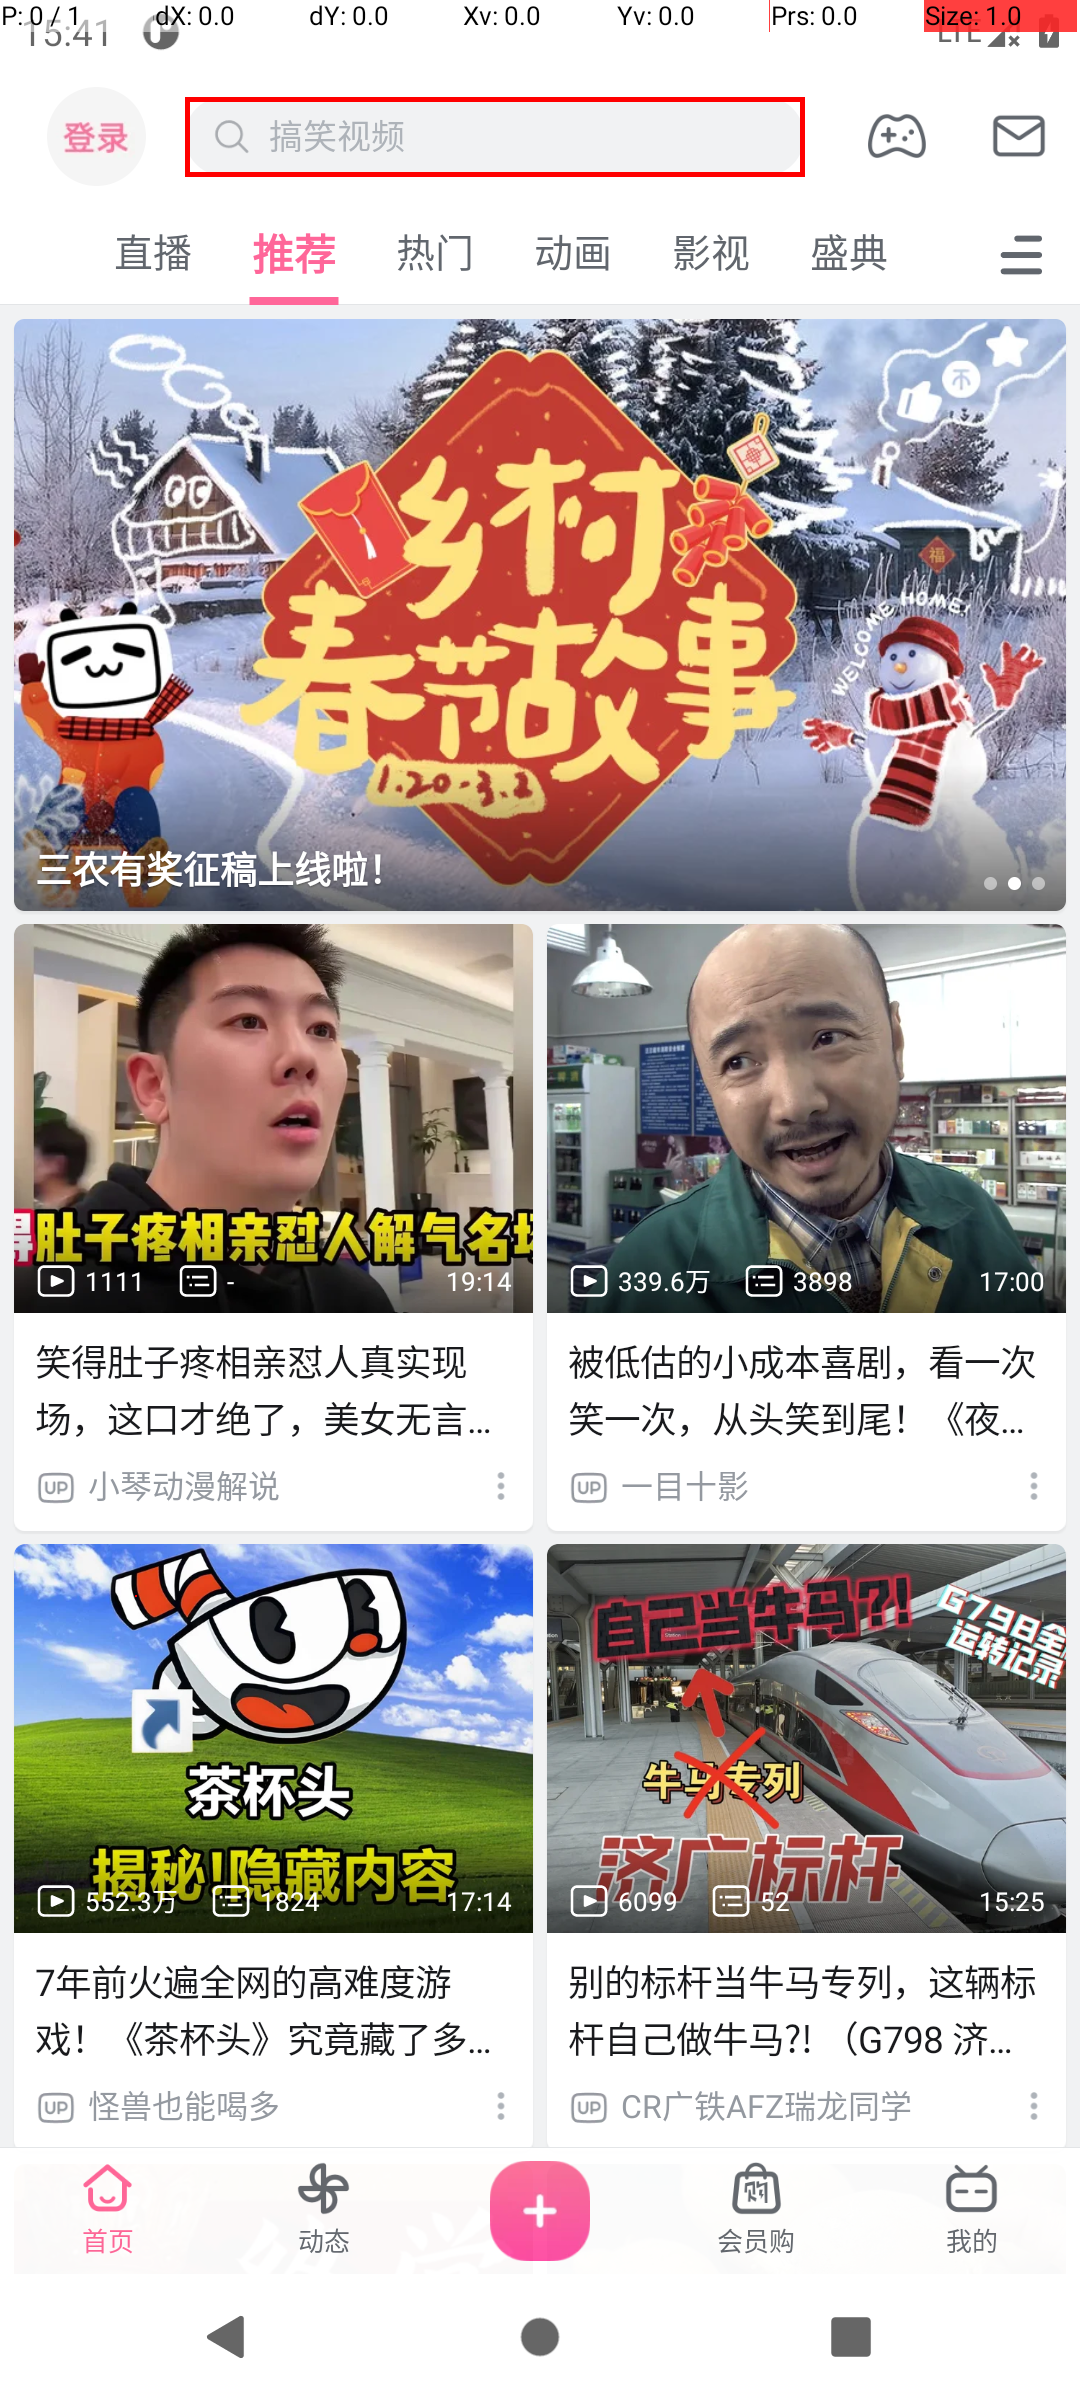 P: 0 / 1 dX: 0.0 dY: 0.0 Xv: 0.0 Yv: 0.0 Prs: 0.0 Size: 1.0
15:41 LTE
登录 搞笑视频
直播 推荐 热门 动画 影视 盛典
乡村
春节故事
1.20-3.2
福
WELCOME HOME!
三农有奖征稿上线啦！
得肚子疼相亲怼人解气名场
1111 - 19:14
339.6万 3898 17:00
笑得肚子疼相亲怼人真实现
场，这口才绝了，美女无言...
UP 小琴动漫解说
被低估的小成本喜剧，看一次
笑一次，从头笑到尾！《夜...
UP 一目十影
茶杯头
揭秘!隐藏内容
552.3万 1824 17:14
自己当牛马?!
G798全
运转记录
牛马专列
济广标杆
6099 52 15:25
7年前火遍全网的高难度游
戏！《茶杯头》究竟藏了多...
UP 怪兽也能喝多
别的标杆当牛马专列，这辆标
杆自己做牛马?!（G798 济...
UP CR广铁AFZ瑞龙同学
首页 动态 会员购 我的